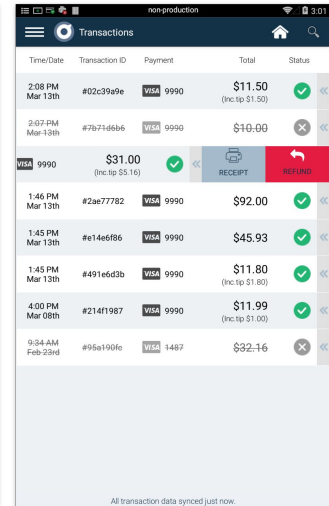 non-production 3:01
Transactions
Time/Date Transaction ID Payment Total Status
2:08 PM
Mar 13th
#02c39a9e VISA 9990 $11.50
(Inc.tip $1.50)
2:07 PM
Mar 13th
#7b71d6b6 VISA 9990 $10.00
VISA 9990 $31.00
(Inc.tip $5.16)
RECEIPT REFUND
1:46 PM
Mar 13th
#2ae77782 VISA 9990 $92.00
1:45 PM
Mar 13th
#e14e6f86 VISA 9990 $45.93
1:45 PM
Mar 13th
#491e6d3b VISA 9990 $11.80
(Inc.tip $1.80)
4:00 PM
Mar 08th
#214f1987 VISA 9990 $11.99
(Inc.tip $1.00)
9:34 AM
Feb 23rd
#95a190fc VISA 1487 $32.16
All transaction data synced just now.